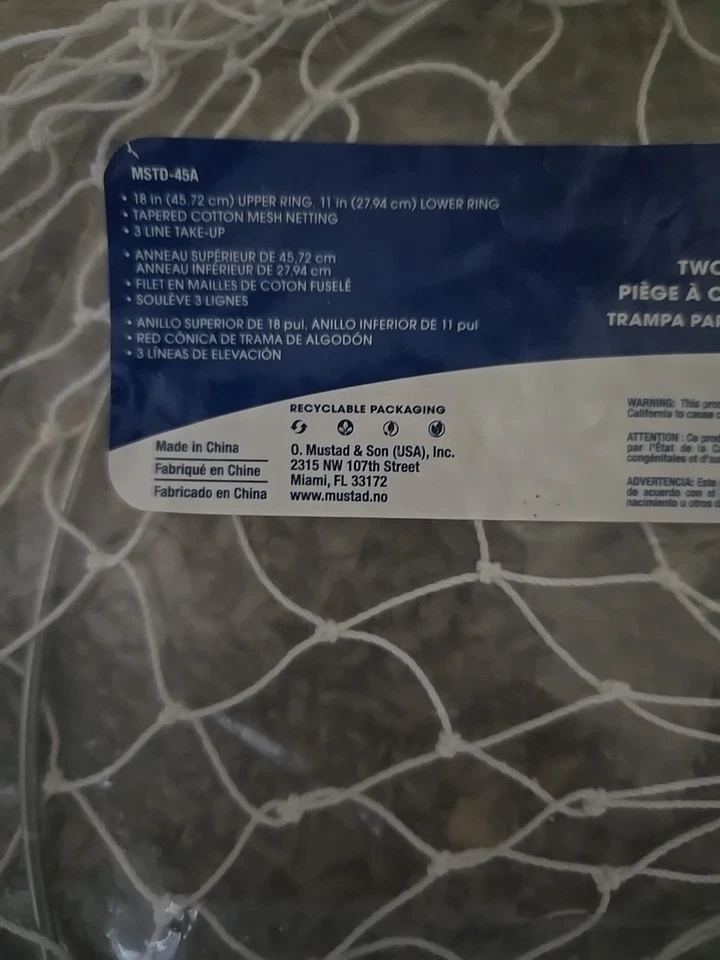 MSTD-45A
• 18 in (45.72 cm) UPPER RING, 11 in (27.94 cm) LOWER RING
• TAPERED COTTON MESH NETTING
• 3 LINE TAKE-UP
• ANNEAU SUPÉRIEUR DE 45,72 cm
ANNEAU INFÉRIEUR DE 27,94 cm
• FILET EN MAILLES DE COTON FUSELÉ
• SOULÈVE 3 LIGNES
• ANILLO SUPERIOR DE 18 pul, ANILLO INFERIOR DE 11 pul
• RED CÓNICA DE TRAMA DE ALGODÓN
• 3 LÍNEAS DE ELEVACIÓN
TWO
PIÈGE À
TRAMPA
RECYCLABLE PACKAGING
Made in China
Fabriqué en Chine
Fabricado en China
O. Mustad & Son (USA), Inc.
2315 NW 107th Street
Miami, FL 33172
www.mustad.no
WARNING: This
California to cause
ATTENTION : Ce
par l'État de la
congénitales et
ADVERTENCIA: Este
de acuerdo con el
nacimiento u otros